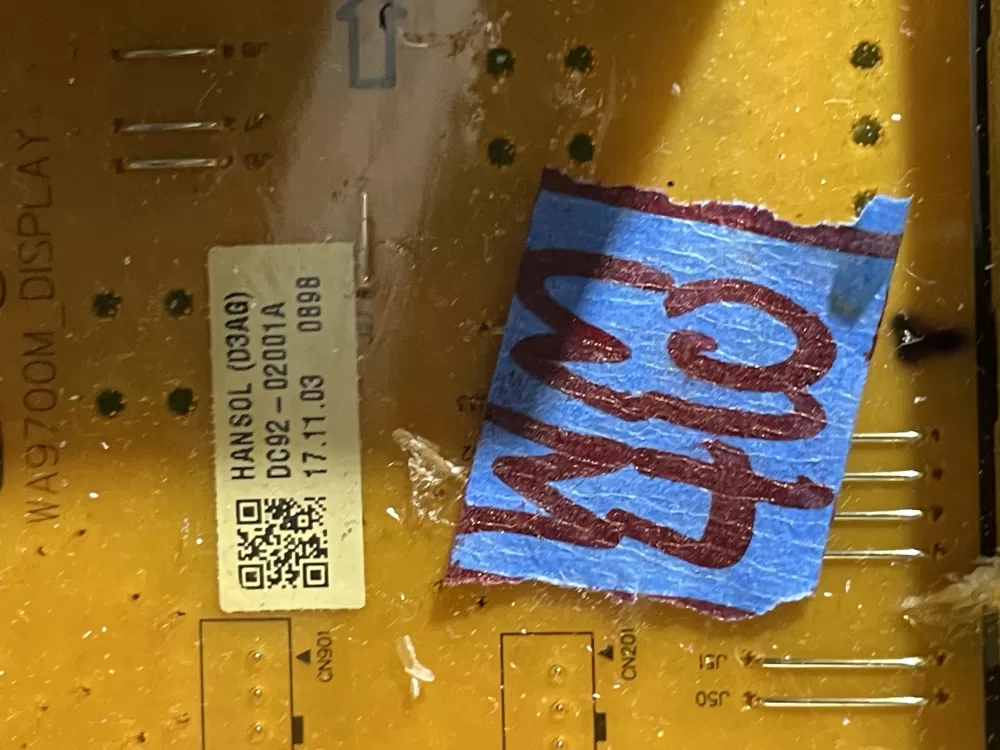 WA9700M_DISPLAY
HANSOL (D3AG)
DC92-02001A
17.11.03 0898
CN901
CN201
J51
J50